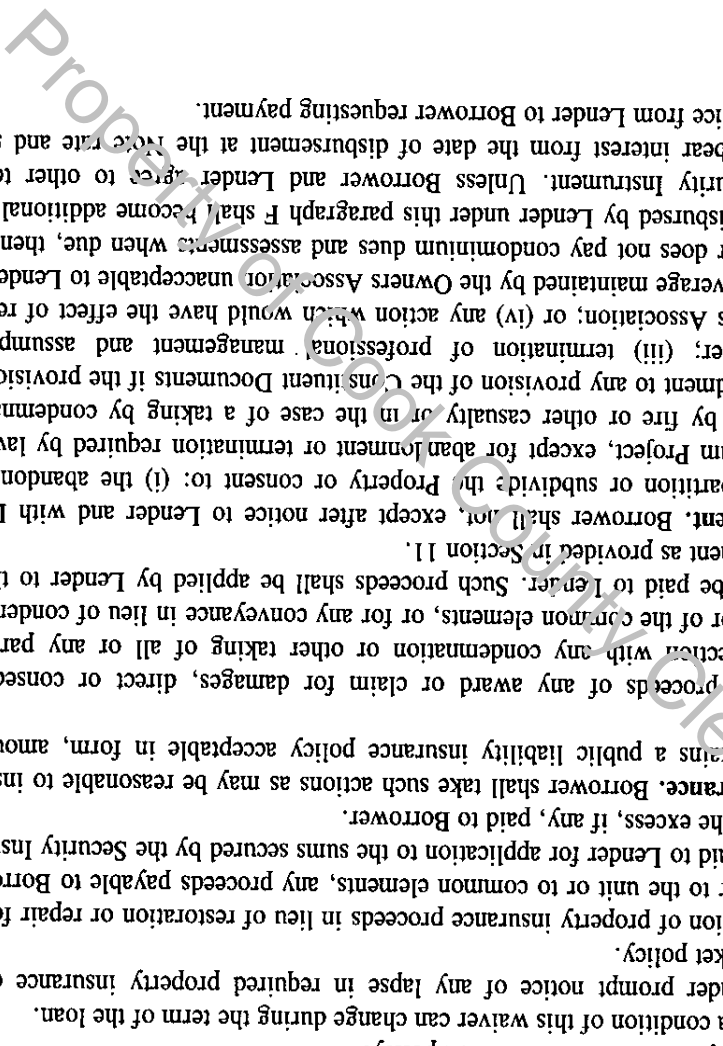 a condition of this waiver can change during the term of the loan.
nder prompt notice of any lapse in required property insurance
ket policy.
ion of property insurance proceeds in lieu of restoration or repair f
r to the unit or to common elements, any proceeds payable to Borro
aid to Lender for application to the sums secured by the Security Ins
he excess, if any, paid to Borrower.
rance. Borrower shall take such actions as may be reasonable to ins
ains a public liability insurance policy acceptable in form, amou
proceeds of any award or claim for damages, direct or conseq
ection with any condemnation or other taking of all or any par
or of the common elements, or for any conveyance in lieu of conder
be paid to Lender. Such proceeds shall be applied by Lender to th
ment as provided in Section 11.
ent. Borrower shall not, except after notice to Lender and with
partition or subdivide the Property or consent to: (i) the abandon
um Project, except for abandonment or termination required by law
by fire or other casualty or in the case of a taking by condemna
dment to any provision of the Constituent Documents if the provisio
er; (iii) termination of professional management and assump
s Association; or (iv) any action which would have the effect of re
verage maintained by the Owners Association unacceptable to Lende
r does not pay condominium dues and assessments when due, then
isbursed by Lender under this paragraph F shall become additional
urity Instrument. Unless Borrower and Lender agree to other te
bear interest from the date of disbursement at the Note rate and s
ice from Lender to Borrower requesting payment.
Property of Cook County Cle